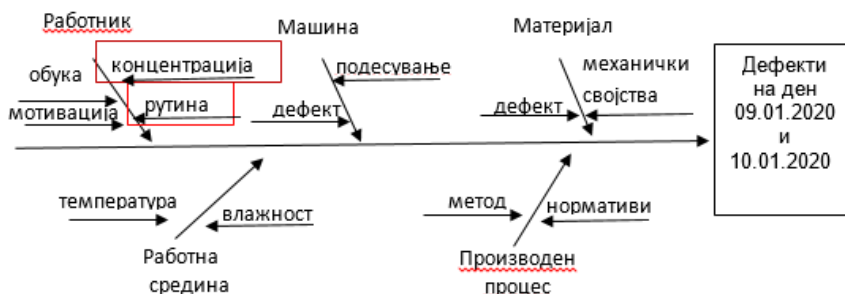 Работник
Машина
Материјал
концентрација
обука
мотивација
рутина
подесување
дефект
механички
својства
дефект
Дефекти
на ден
09.01.2020
и
10.01.2020
температура
влажност
Работна
средина
метод
нормативи
Производен
процес